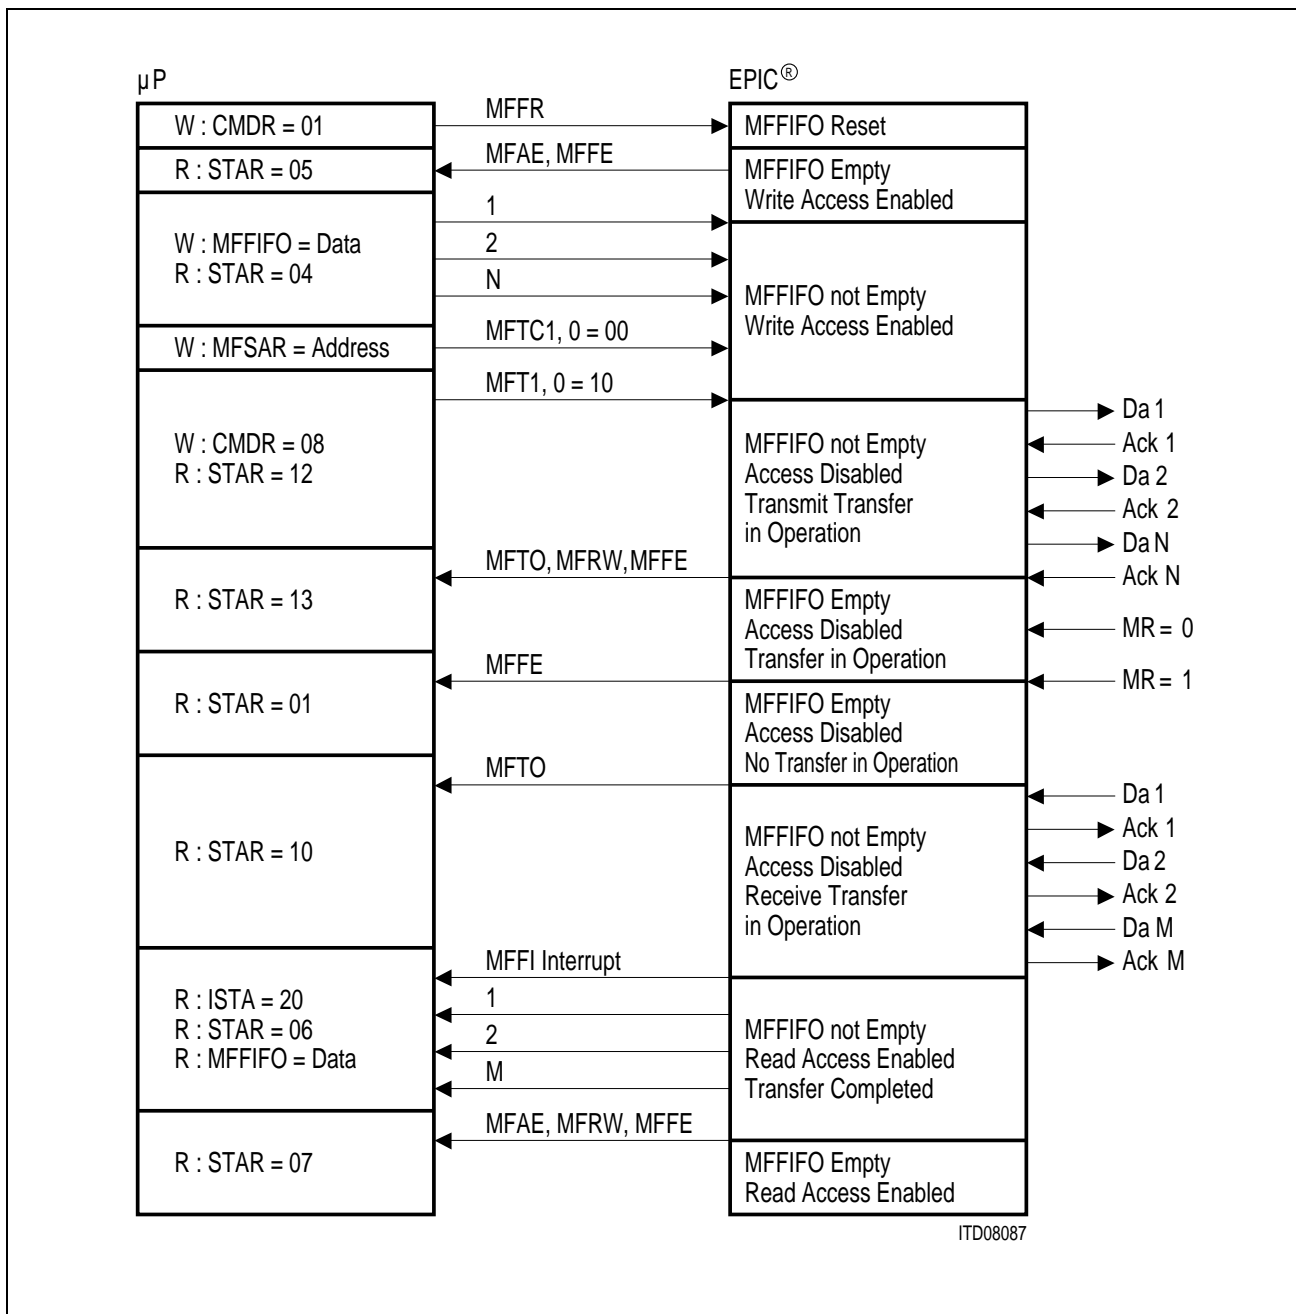 µP
EPIC®
W : CMDR = 01
MFFR
MFFIFO Reset
R : STAR = 05
MFAE, MFFE
MFFIFO Empty
Write Access Enabled
W : MFFIFO = Data
R : STAR = 04
1
2
N
MFFIFO not Empty
Write Access Enabled
W : MFSAR = Address
MFTC1, 0 = 00
MFT1, 0 = 10
W : CMDR = 08
R : STAR = 12
MFFIFO not Empty
Access Disabled
Transmit Transfer
in Operation
Da 1
Ack 1
Da 2
Ack 2
Da N
Ack N
R : STAR = 13
MFTO, MFRW, MFFE
MFFIFO Empty
Access Disabled
Transfer in Operation
MR = 0
MR = 1
R : STAR = 01
MFFE
MFFIFO Empty
Access Disabled
No Transfer in Operation
R : STAR = 10
MFTO
MFFIFO not Empty
Access Disabled
Receive Transfer
in Operation
Da 1
Ack 1
Da 2
Ack 2
Da M
Ack M
R : ISTA = 20
R : STAR = 06
R : MFFIFO = Data
MFFI Interrupt
1
2
M
MFFIFO not Empty
Read Access Enabled
Transfer Completed
R : STAR = 07
MFAE, MFRW, MFFE
MFFIFO Empty
Read Access Enabled
ITD08087